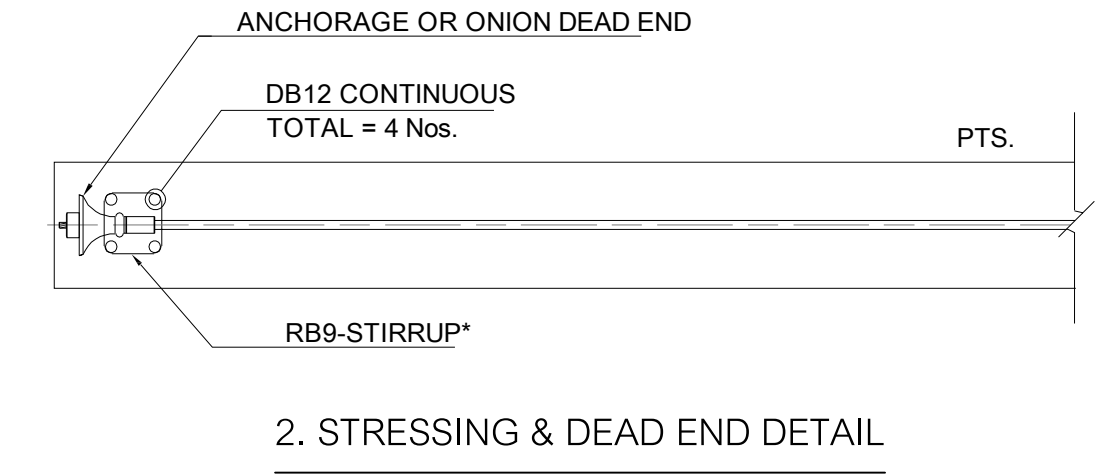 ANCHORAGE OR ONION DEAD END
DB12 CONTINUOUS
TOTAL = 4 Nos.
PTS.
RB9-STIRRUP*
2. STRESSING & DEAD END DETAIL